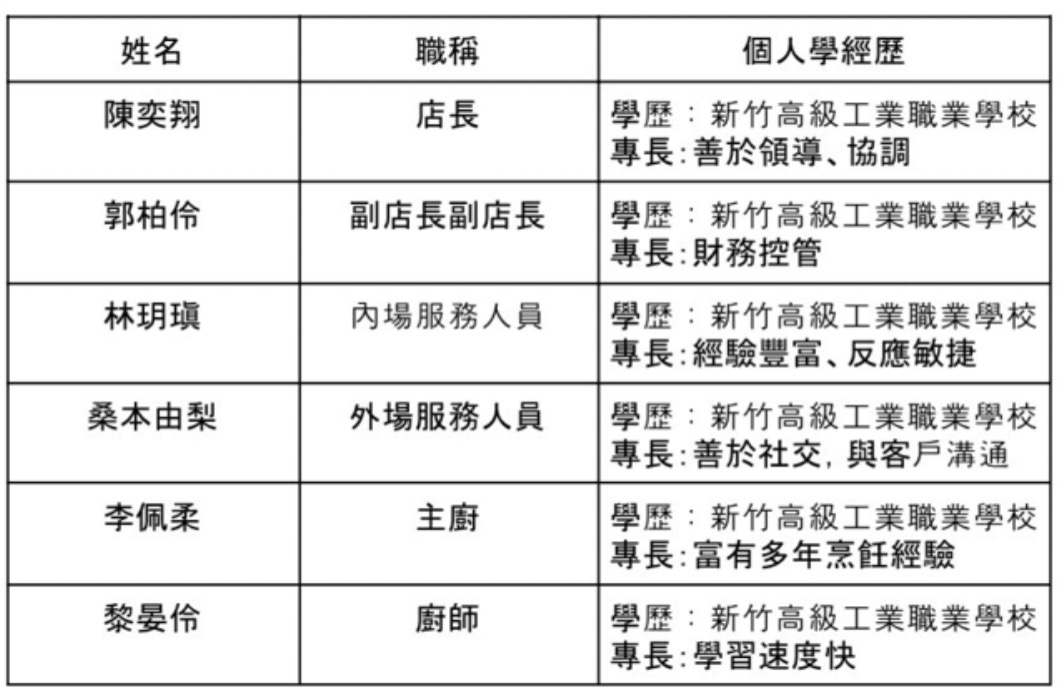 姓名 職稱 個人學經歷
陳奕翔 店長 學歷：新竹高級工業職業學校
專長:善於領導、協調
郭柏伶 副店長副店長 學歷：新竹高級工業職業學校
專長:財務控管
林玥瑱 內場服務人員 學歷：新竹高級工業職業學校
專長:經驗豐富、反應敏捷
桑本由梨 外場服務人員 學歷：新竹高級工業職業學校
專長:善於社交, 與客戶溝通
李佩柔 主廚 學歷：新竹高級工業職業學校
專長:富有多年烹飪經驗
黎晏伶 廚師 學歷：新竹高級工業職業學校
專長:學習速度快